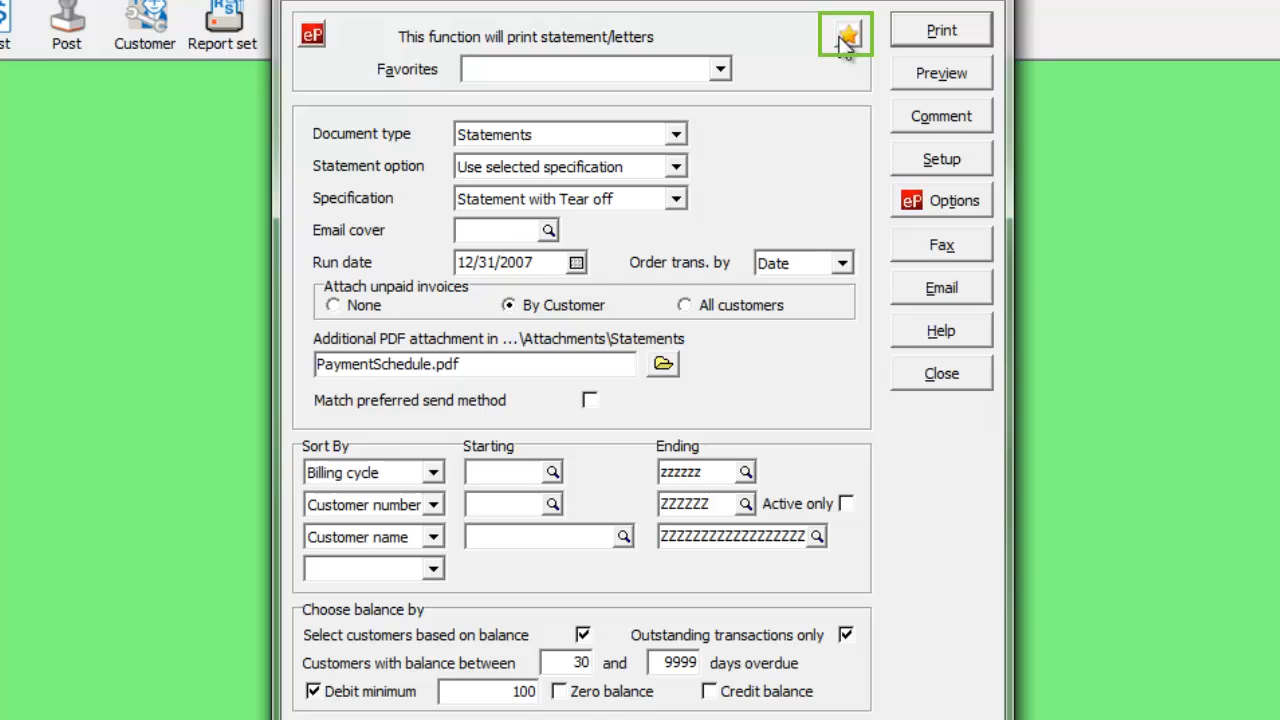 st Post Customer Report set
eP This function will print statement/letters
Favorites
Print
Preview
Comment
Setup
eP Options
Fax
Email
Help
Close
Document type Statements
Statement option Use selected specification
Specification Statement with Tear off
Email cover
Run date 12/31/2007 Order trans. by Date
Attach unpaid invoices
None By Customer All customers
Additional PDF attachment in ...\Attachments\Statements
PaymentSchedule.pdf
Match preferred send method
Sort By Starting Ending
Billing cycle zzzzzz
Customer number ZZZZZZ Active only
Customer name ZZZZZZZZZZZZZZZZZZ
Choose balance by
Select customers based on balance Outstanding transactions only
Customers with balance between 30 and 9999 days overdue
Debit minimum 100 Zero balance Credit balance